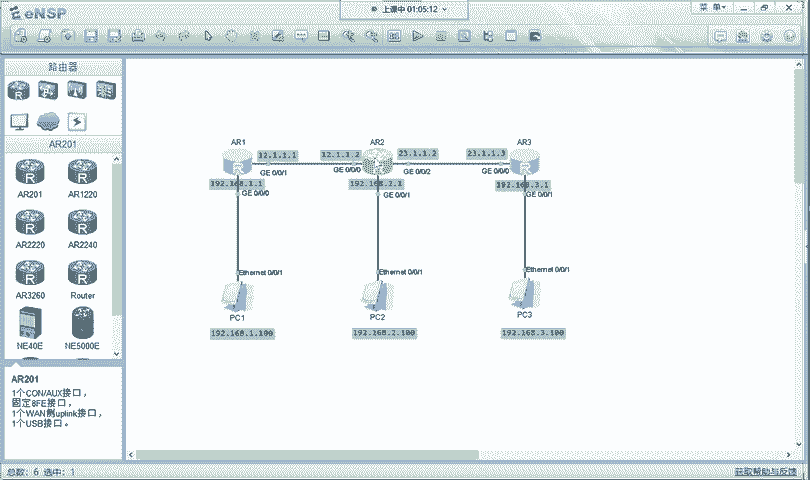 eNSP
上课中 01:05:12
菜 单
路由器
AR201
AR201
AR1220
AR2220
AR2240
AR3260
Router
NE40E
NE5000E
AR201
1个CON/AUX接口，
固定8FE接口，
1个WAN侧uplink接口，
1个USB接口。
AR1
AR2
AR3
12.1.1.1
12.1.1.2
23.1.1.2
23.1.1.3
GE 0/0/1
GE 0/0/0
GE 0/0/2
GE 0/0/0
192.168.1.1
192.168.2.1
192.168.3.1
GE 0/0/0
GE 0/0/1
GE 0/0/1
Ethernet 0/0/1
Ethernet 0/0/1
Ethernet 0/0/1
PC1
PC2
PC3
192.168.1.100
192.168.2.100
192.168.3.100
总数：6 选中：1
获取帮助与反馈